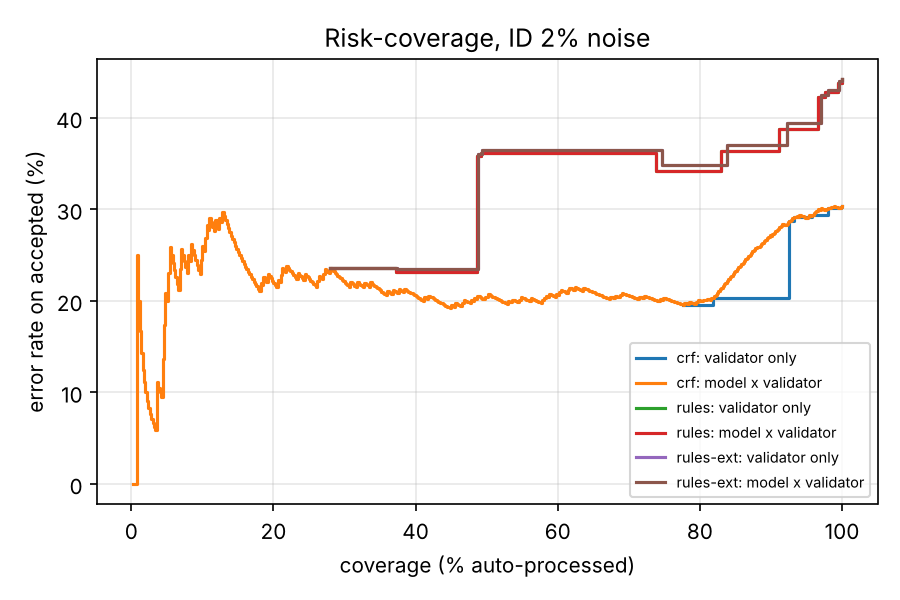 Risk-coverage, ID 2% noise
error rate on accepted (%)
40
30
20
10
0
crf: validator only
crf: model x validator
rules: validator only
rules: model x validator
rules-ext: validator only
rules-ext: model x validator
0 20 40 60 80 100
coverage (% auto-processed)